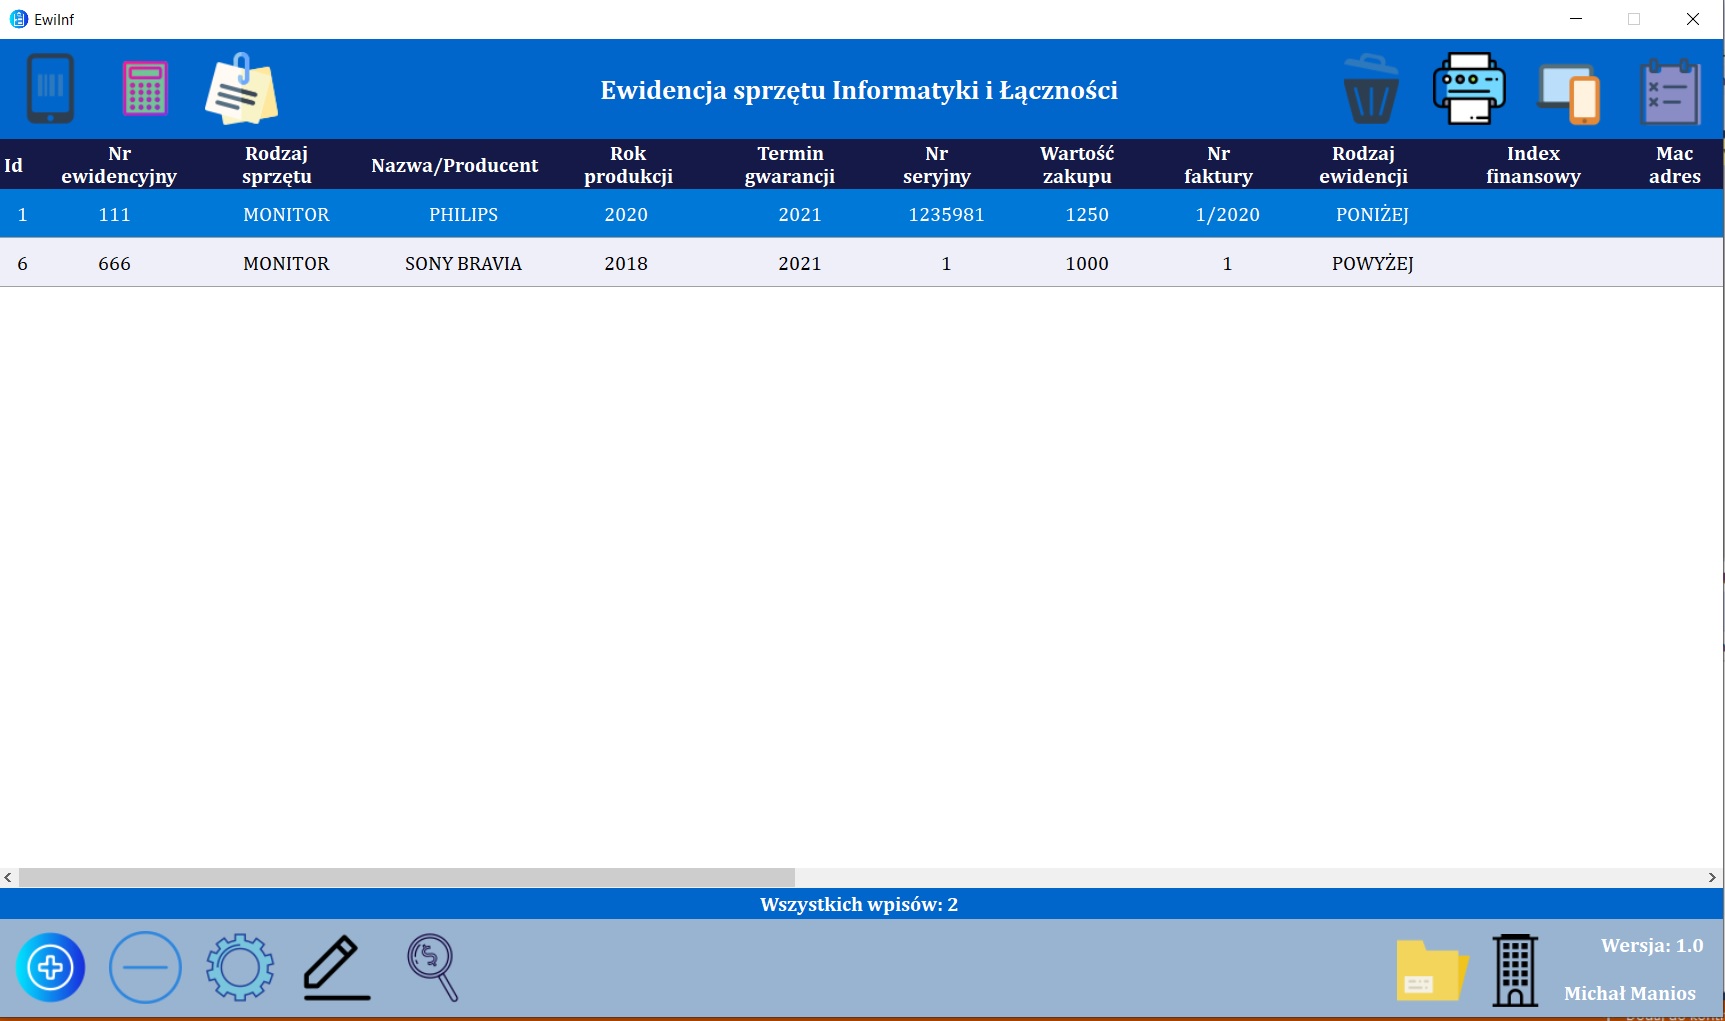 EwiInf
Ewidencja sprzętu Informatyki i Łączności
Id Nr ewidencyjny Rodzaj sprzętu Nazwa/Producent Rok produkcji Termin gwarancji Nr seryjny Wartość zakupu Nr faktury Rodzaj ewidencji Index finansowy Mac adres
1 111 MONITOR PHILIPS 2020 2021 1235981 1250 1/2020 PONIŻEJ
6 666 MONITOR SONY BRAVIA 2018 2021 1 1000 1 POWYŻEJ
Wszystkich wpisów: 2
Wersja: 1.0
Michał Manios